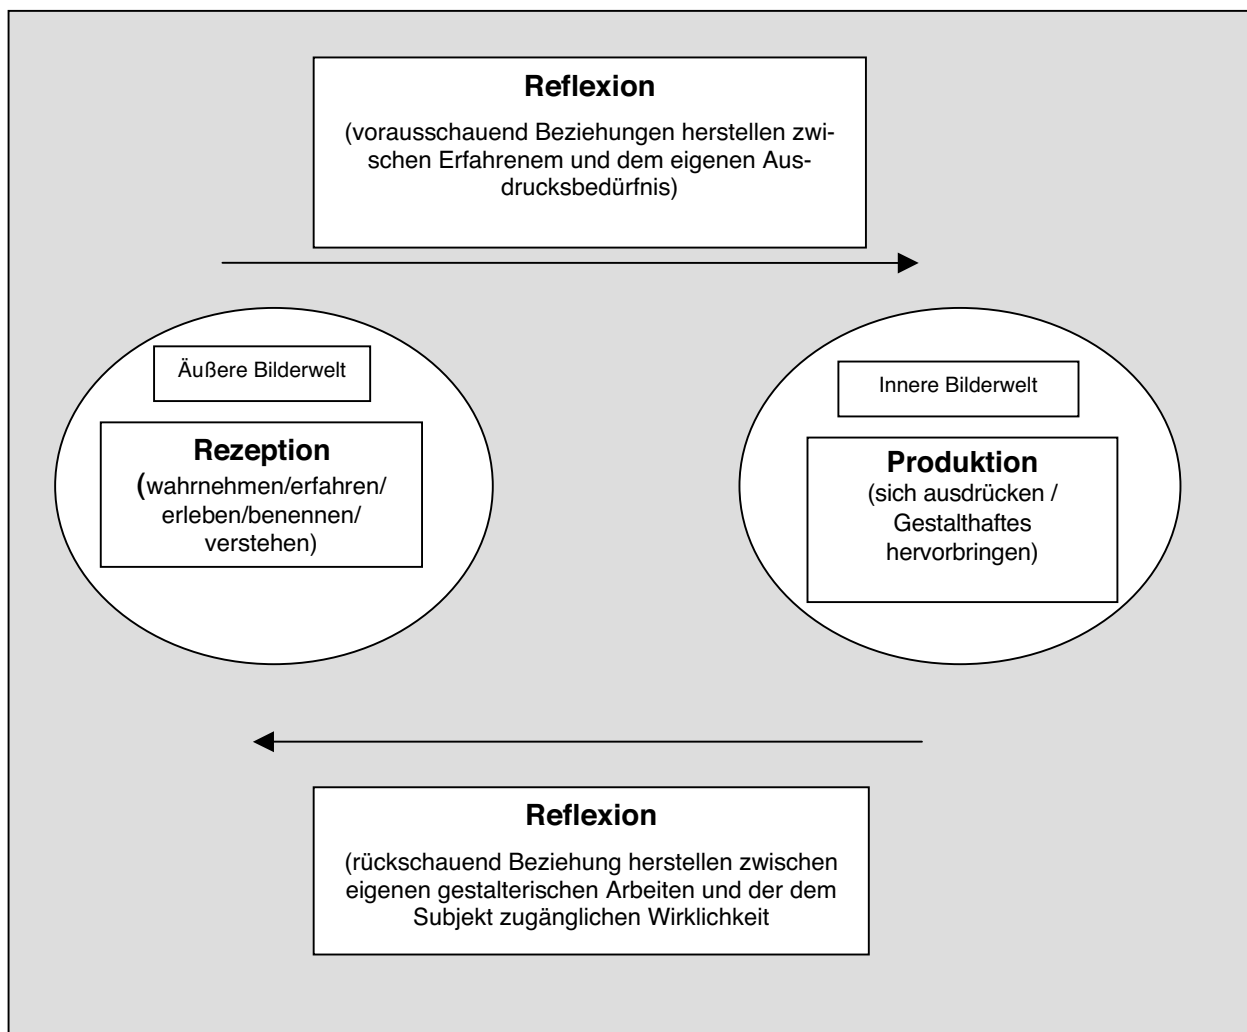 Reflexion
(vorausschauend Beziehungen herstellen zwi-
schen Erfahrenem und dem eigenen Aus-
drucksbedürfnis)
Äußere Bilderwelt
Rezeption
(wahrnehmen/erfahren/
erleben/benennen/
verstehen)
Innere Bilderwelt
Produktion
(sich ausdrücken /
Gestalthaftes
hervorbringen)
Reflexion
(rückschauend Beziehung herstellen zwischen
eigenen gestalterischen Arbeiten und der dem
Subjekt zugänglichen Wirklichkeit